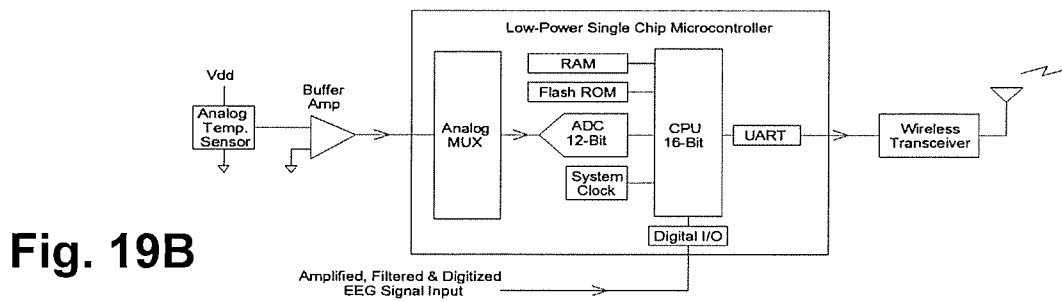 Low-Power Single Chip Microcontroller
Vdd
Analog
Temp.
Sensor
Buffer
Amp
Analog
MUX
RAM
Flash ROM
ADC
12-Bit
System
Clock
CPU
16-Bit
UART
Digital I/O
Wireless
Transceiver
Amplified, Filtered & Digitized
EEG Signal Input
Fig. 19B